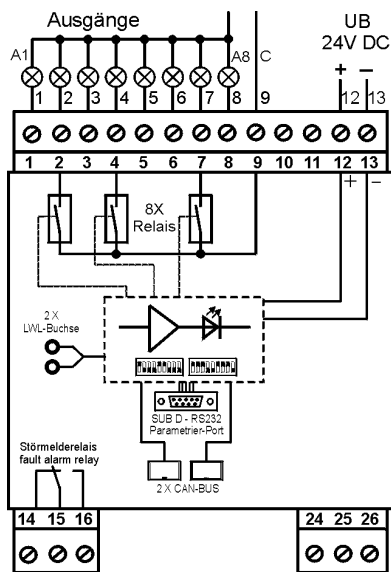 Ausgänge
UB
24V DC
A1
A8
C
+ –
1 2 3 4 5 6 7 8 9 12 13
1 2 3 4 5 6 7 8 9 10 11 12 13
+ –
8X
Relais
2 X
LWL-Buchse
SUB D - RS232
Parametrier-Port
2 X CAN-BUS
Störmelderelais
fault alarm relay
14 15 16
24 25 26